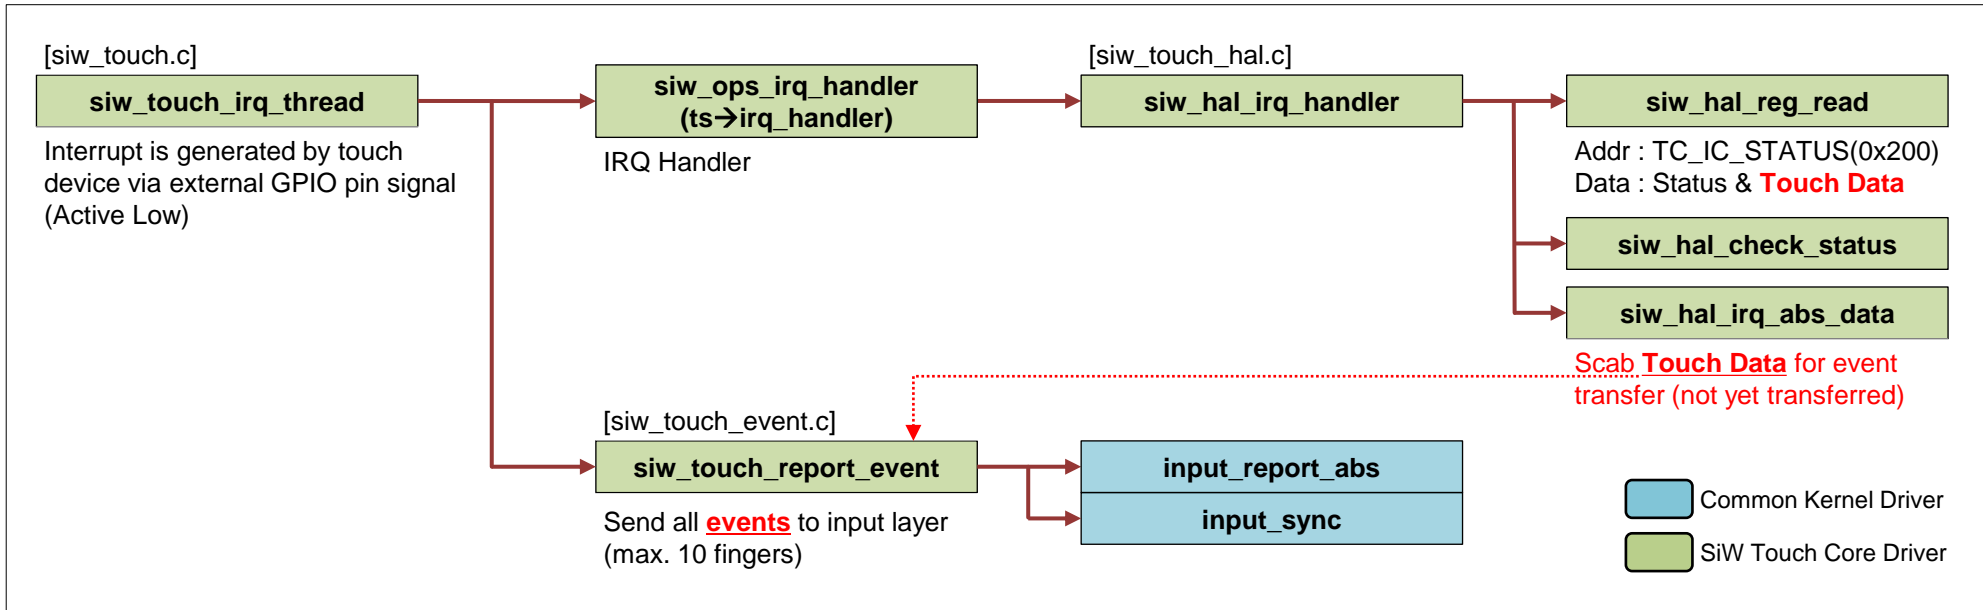 [siw_touch.c]
siw_touch_irq_thread
Interrupt is generated by touch
device via external GPIO pin signal
(Active Low)
siw_ops_irq_handler
(ts→irq_handler)
IRQ Handler
[siw_touch_hal.c]
siw_hal_irq_handler
siw_hal_reg_read
Addr : TC_IC_STATUS(0x200)
Data : Status & Touch Data
siw_hal_check_status
siw_hal_irq_abs_data
Scab Touch Data for event
transfer (not yet transferred)
[siw_touch_event.c]
siw_touch_report_event
Send all events to input layer
(max. 10 fingers)
input_report_abs
input_sync
Common Kernel Driver
SiW Touch Core Driver